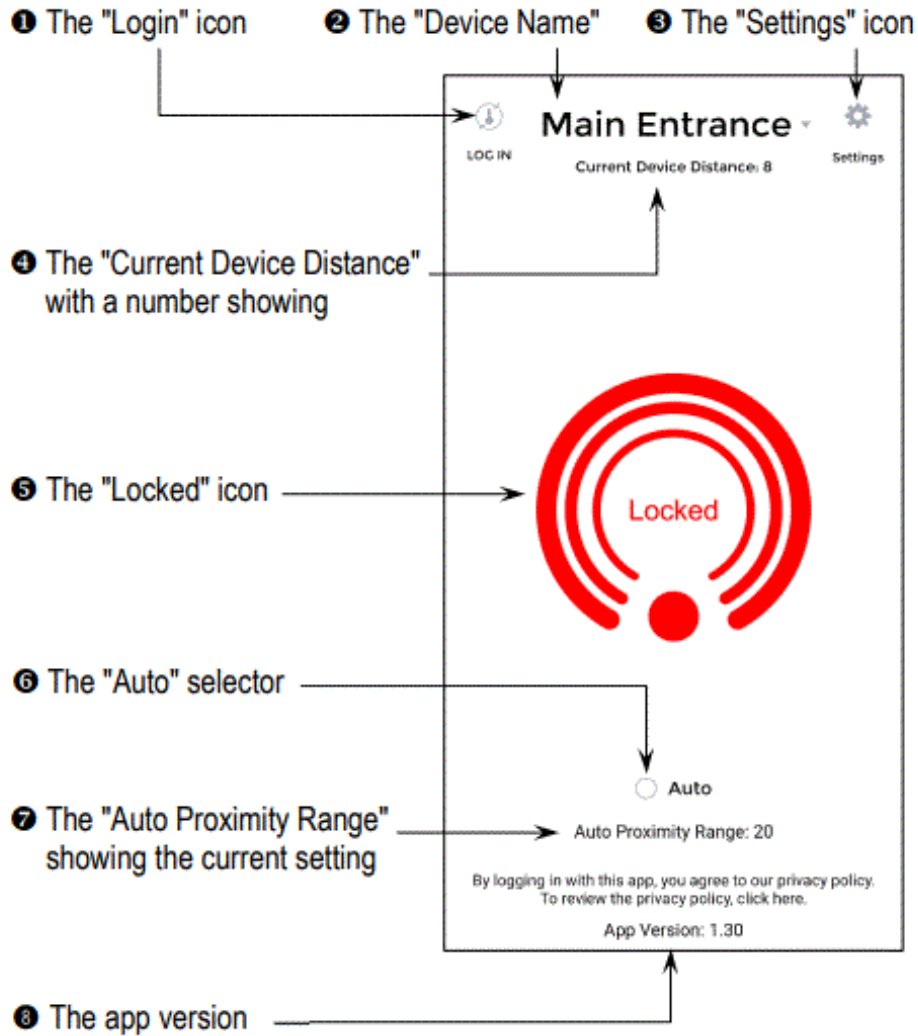 ❶ The "Login" icon
❷ The "Device Name"
❸ The "Settings" icon
LOG IN
Main Entrance
Settings
Current Device Distance: 8
❹ The "Current Device Distance"
with a number showing
❺ The "Locked" icon
Locked
❻ The "Auto" selector
Auto
❼ The "Auto Proximity Range"
showing the current setting
Auto Proximity Range: 20
By logging in with this app, you agree to our privacy policy.
To review the privacy policy, click here.
App Version: 1.30
❽ The app version